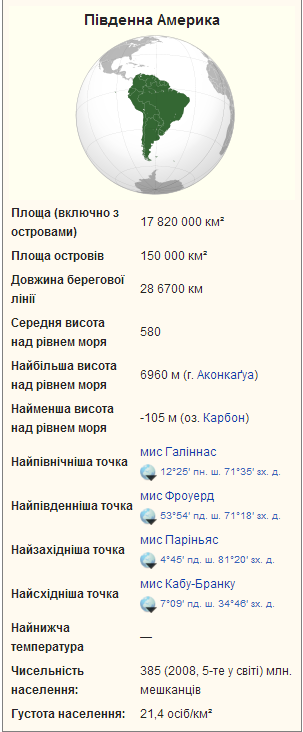 Південна Америка
Площа (включно з островами) 17 820 000 км²
Площа островів 150 000 км²
Довжина берегової лінії 28 6700 км
Середня висота над рівнем моря 580
Найбільша висота над рівнем моря 6960 м (г. Аконкаґуа)
Найменша висота над рівнем моря -105 м (оз. Карбон)
Найпівнічніша точка мис Галіннас
12°25' пн. ш. 71°35' зх. д.
Найпівденніша точка мис Фроуерд
53°54' пд. ш. 71°18' зх. д.
Найзахідніша точка мис Паріньяс
4°45' пд. ш. 81°20' зх. д.
Найсхідніша точка мис Кабу-Бранку
7°09' пд. ш. 34°46' зх. д.
Найнижча температура —
Чисельність населення: 385 (2008, 5-те у світі) млн. мешканців
Густота населення: 21,4 осіб/км²